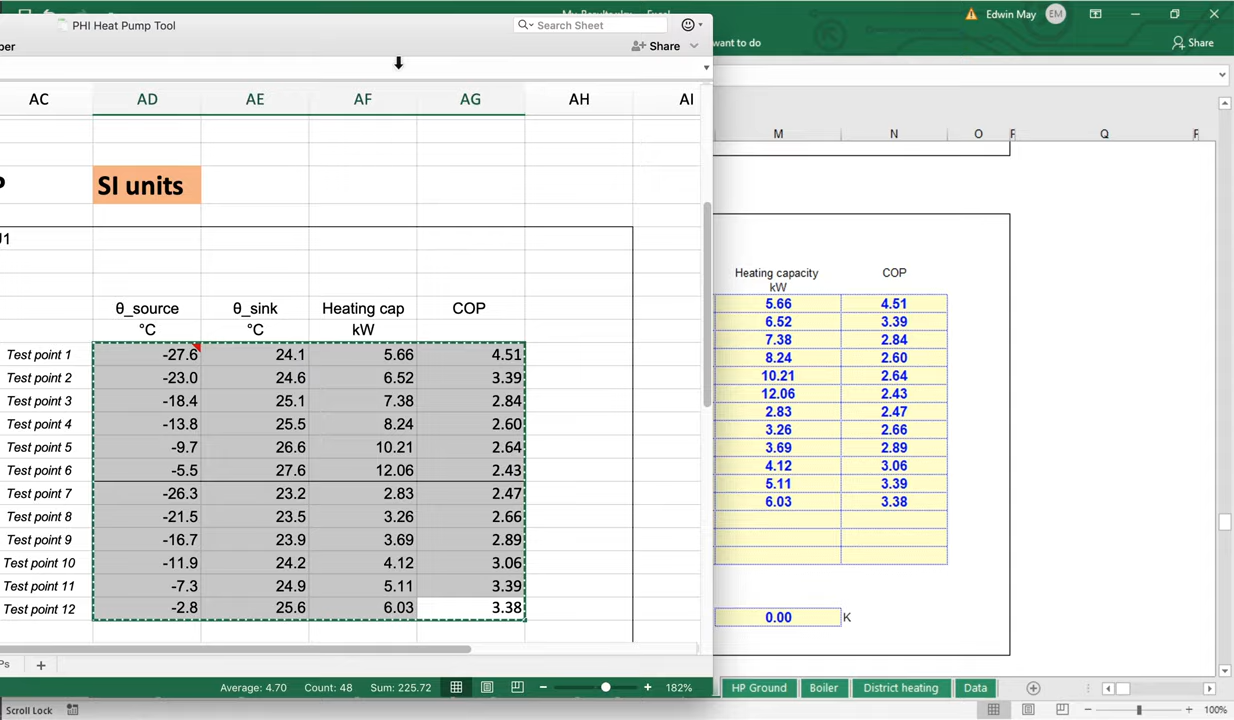 PHI Heat Pump Tool
Search Sheet
Edwin May
EM
Share
want to do
Share
AC AD AE AF AG AH AI
M N O Q
SI units
θ_source θ_sink Heating cap COP
°C °C kW
Test point 1 -27.6 24.1 5.66 4.51
Test point 2 -23.0 24.6 6.52 3.39
Test point 3 -18.4 25.1 7.38 2.84
Test point 4 -13.8 25.5 8.24 2.60
Test point 5 -9.7 26.6 10.21 2.64
Test point 6 -5.5 27.6 12.06 2.43
Test point 7 -26.3 23.2 2.83 2.47
Test point 8 -21.5 23.5 3.26 2.66
Test point 9 -16.7 23.9 3.69 2.89
Test point 10 -11.9 24.2 4.12 3.06
Test point 11 -7.3 24.9 5.11 3.39
Test point 12 -2.8 25.6 6.03 3.38
Heating capacity COP
kW
5.66 4.51
6.52 3.39
7.38 2.84
8.24 2.60
10.21 2.64
12.06 2.43
2.83 2.47
3.26 2.66
3.69 2.89
4.12 3.06
5.11 3.39
6.03 3.38
0.00 K
Average: 4.70 Count: 48 Sum: 225.72 182%
HP Ground Boiler District heating Data
Scroll Lock
100%